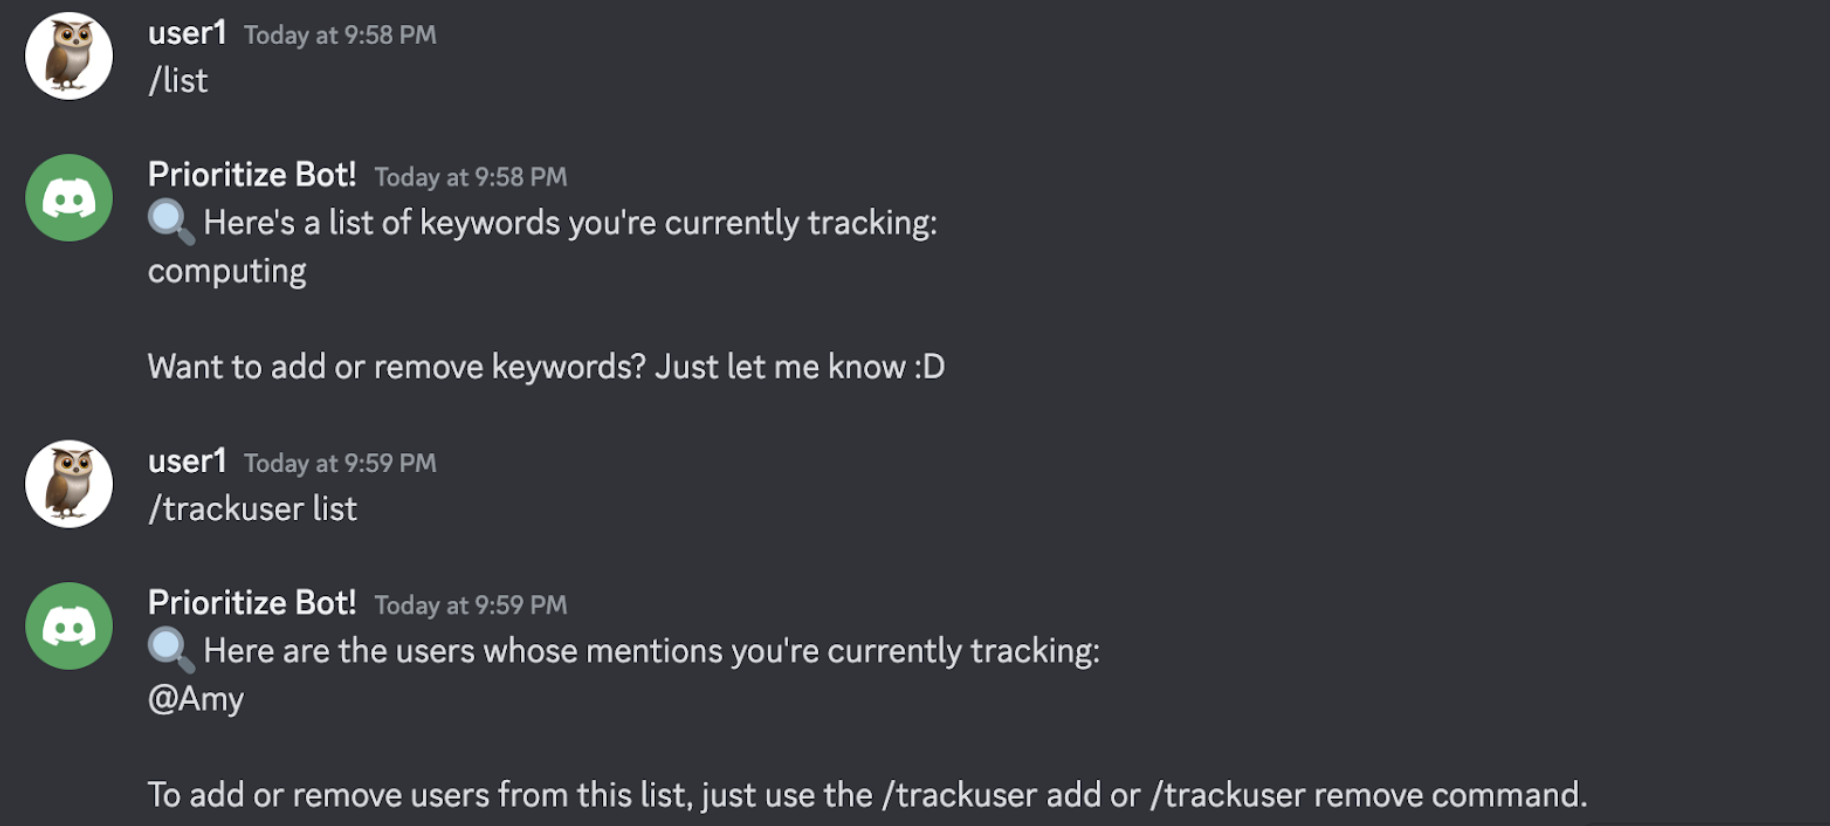 user1 Today at 9:58 PM
/list
Prioritize Bot! Today at 9:58 PM
🔍 Here's a list of keywords you're currently tracking:
computing
Want to add or remove keywords? Just let me know :D
user1 Today at 9:59 PM
/trackuser list
Prioritize Bot! Today at 9:59 PM
🔍 Here are the users whose mentions you're currently tracking:
@Amy
To add or remove users from this list, just use the /trackuser add or /trackuser remove command.